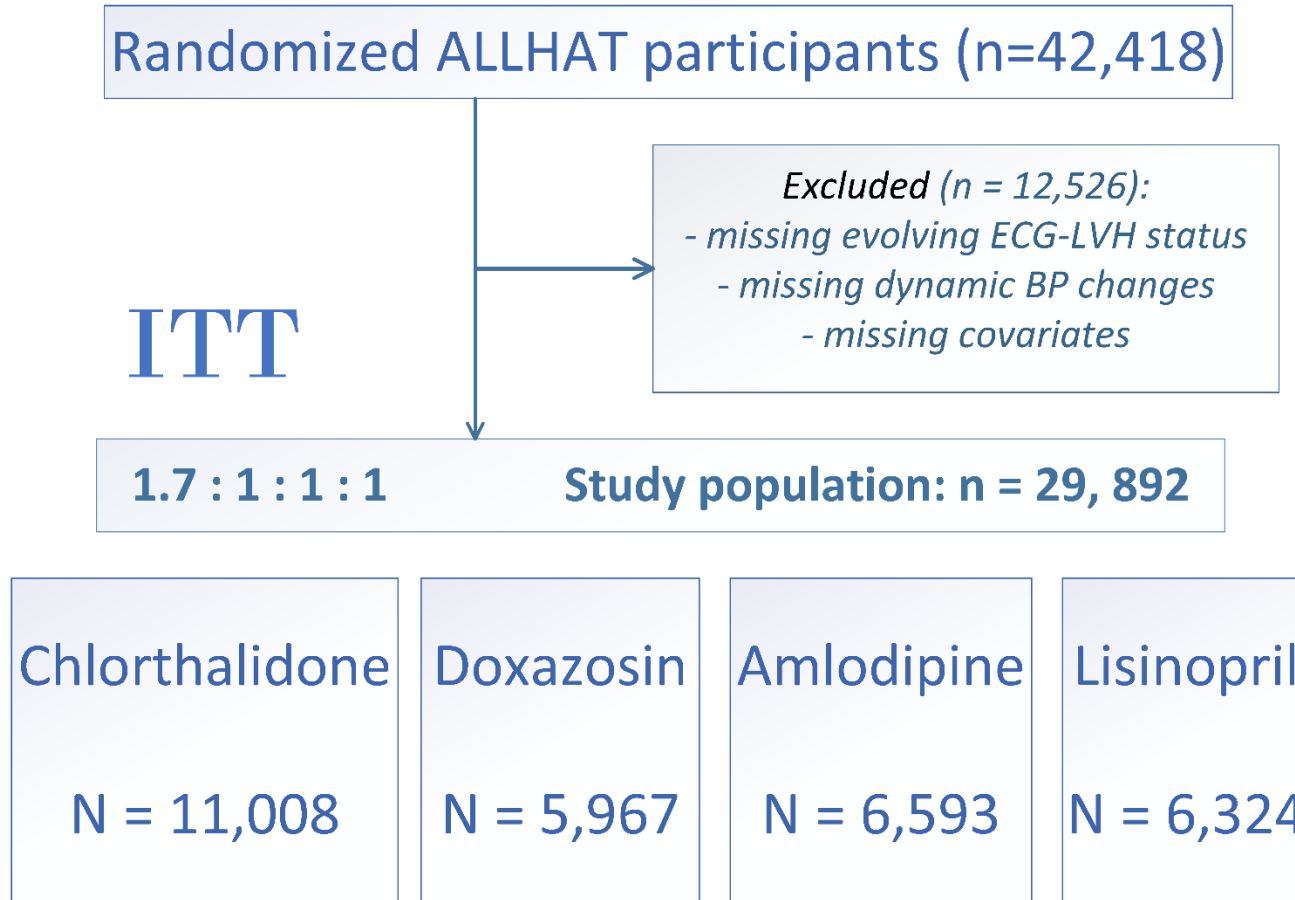 Randomized ALLHAT participants (n=42,418)
Excluded (n = 12,526):
- missing evolving ECG-LVH status
- missing dynamic BP changes
- missing covariates
ITT
1.7 : 1 : 1 : 1 Study population: n = 29, 892
Chlorthalidone
N = 11,008
Doxazosin
N = 5,967
Amlodipine
N = 6,593
Lisinopril
N = 6,324